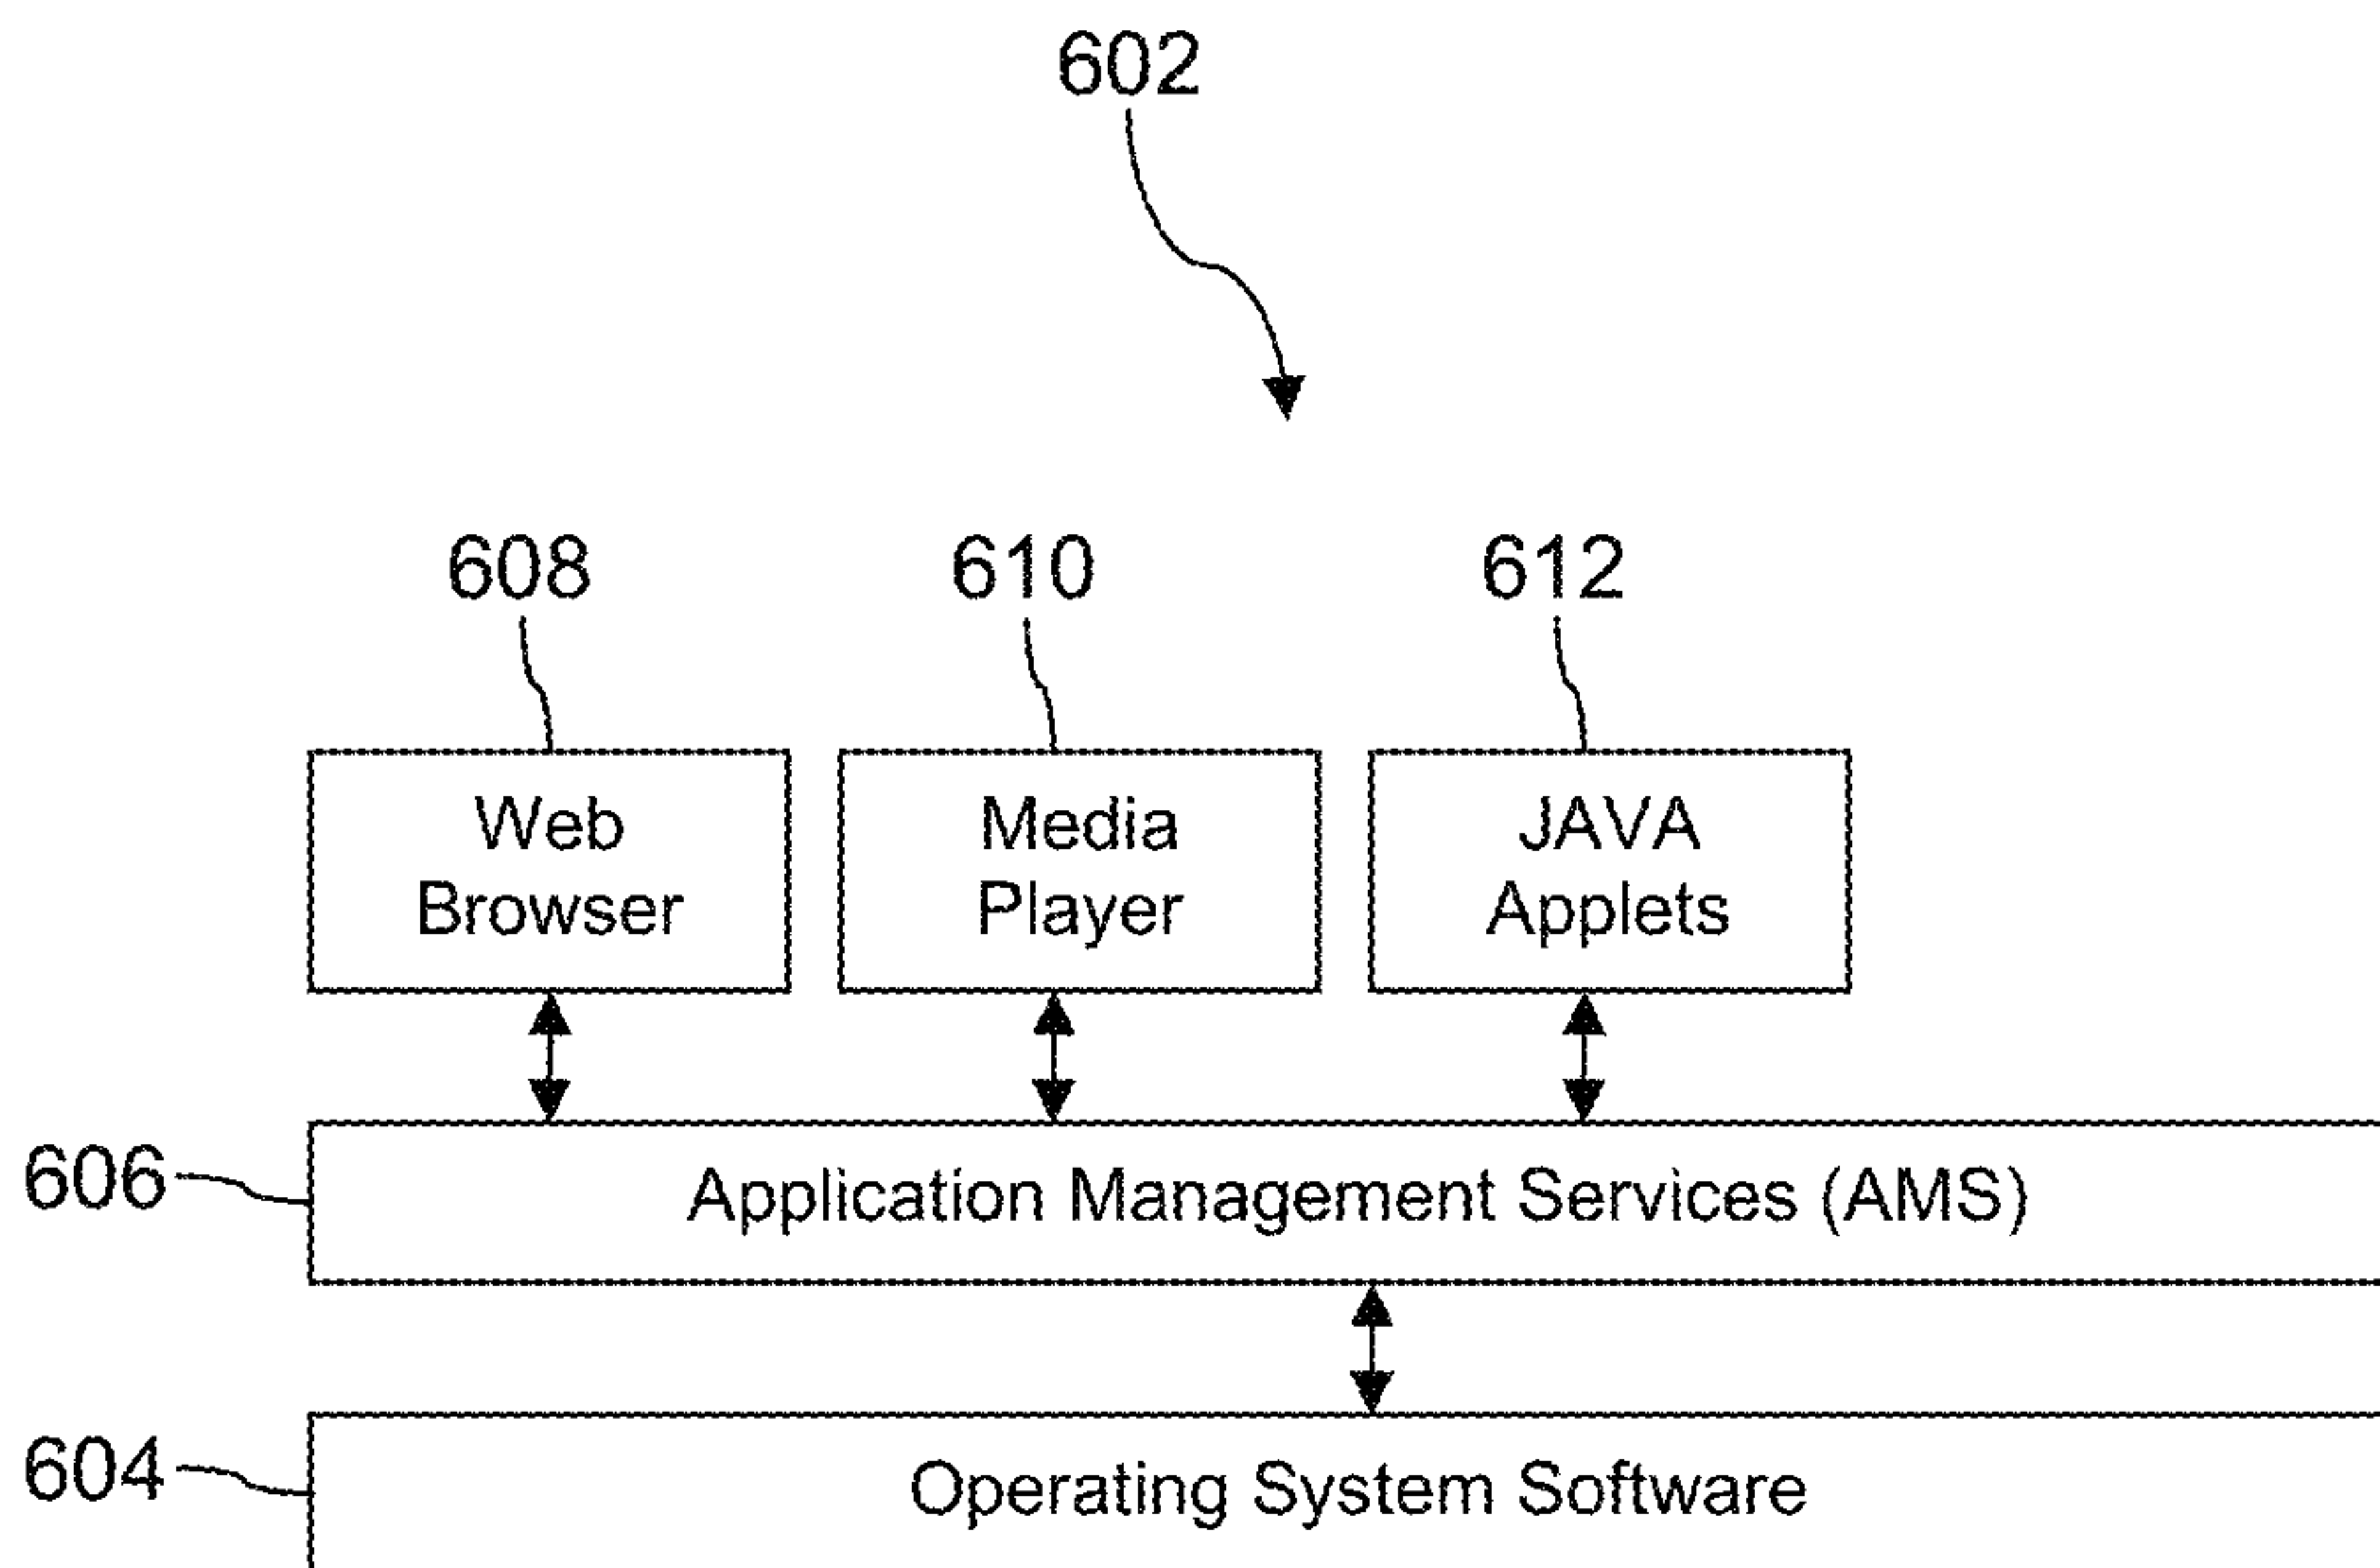 602
608
610
612
Web
Browser
Media
Player
JAVA
Applets
606
Application Management Services (AMS)
604
Operating System Software